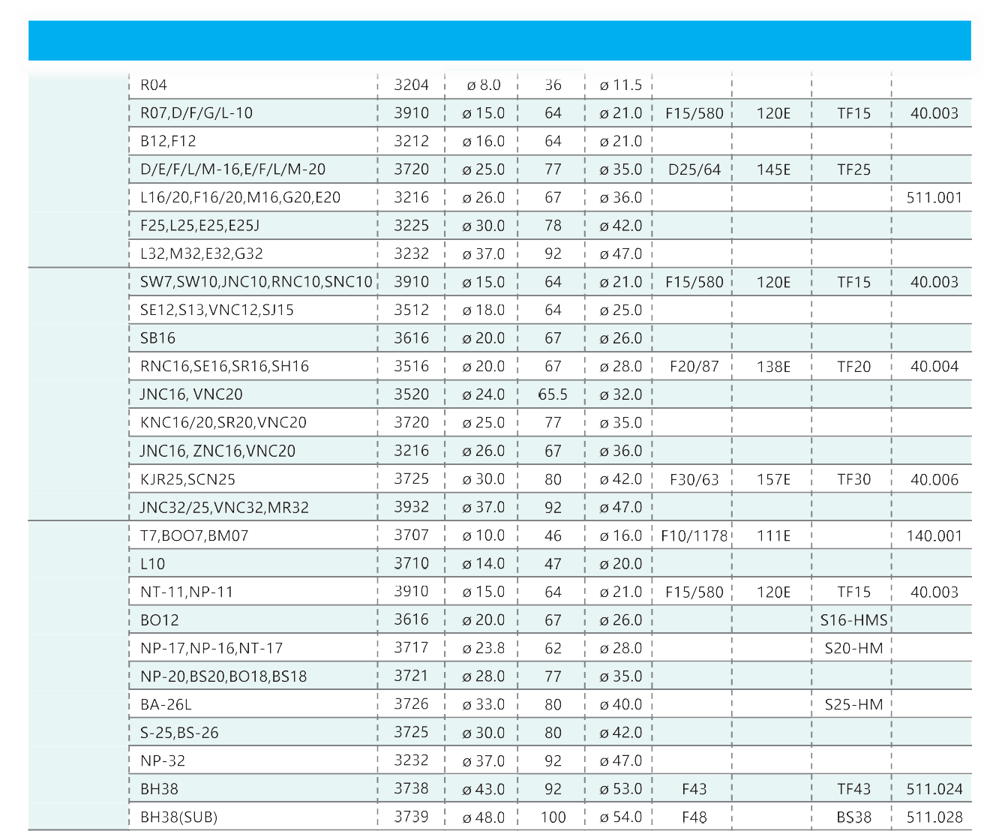 R04 3204 ø 8.0 36 ø 11.5
R07,D/F/G/L-10 3910 ø 15.0 64 ø 21.0 F15/580 120E TF15 40.003
B12,F12 3212 ø 16.0 64 ø 21.0
D/E/F/L/M-16,E/F/L/M-20 3720 ø 25.0 77 ø 35.0 D25/64 145E TF25
L16/20,F16/20,M16,G20,E20 3216 ø 26.0 67 ø 36.0 511.001
F25,L25,E25,E25J 3225 ø 30.0 78 ø 42.0
L32,M32,E32,G32 3232 ø 37.0 92 ø 47.0
SW7,SW10,JNC10,RNC10,SNC10 3910 ø 15.0 64 ø 21.0 F15/580 120E TF15 40.003
SE12,S13,VNC12,SJ15 3512 ø 18.0 64 ø 25.0
SB16 3616 ø 20.0 67 ø 26.0
RNC16,SE16,SR16,SH16 3516 ø 20.0 67 ø 28.0 F20/87 138E TF20 40.004
JNC16, VNC20 3520 ø 24.0 65.5 ø 32.0
KNC16/20,SR20,VNC20 3720 ø 25.0 77 ø 35.0
JNC16, ZNC16,VNC20 3216 ø 26.0 67 ø 36.0
KJR25,SCN25 3725 ø 30.0 80 ø 42.0 F30/63 157E TF30 40.006
JNC32/25,VNC32,MR32 3932 ø 37.0 92 ø 47.0
T7,BOO7,BM07 3707 ø 10.0 46 ø 16.0 F10/1178 111E 140.001
L10 3710 ø 14.0 47 ø 20.0
NT-11,NP-11 3910 ø 15.0 64 ø 21.0 F15/580 120E TF15 40.003
BO12 3616 ø 20.0 67 ø 26.0 S16-HMS
NP-17,NP-16,NT-17 3717 ø 23.8 62 ø 28.0 S20-HM
NP-20,BS20,BO18,BS18 3721 ø 28.0 77 ø 35.0
BA-26L 3726 ø 33.0 80 ø 40.0 S25-HM
S-25,BS-26 3725 ø 30.0 80 ø 42.0
NP-32 3232 ø 37.0 92 ø 47.0
BH38 3738 ø 43.0 92 ø 53.0 F43 TF43 511.024
BH38(SUB) 3739 ø 48.0 100 ø 54.0 F48 BS38 511.028